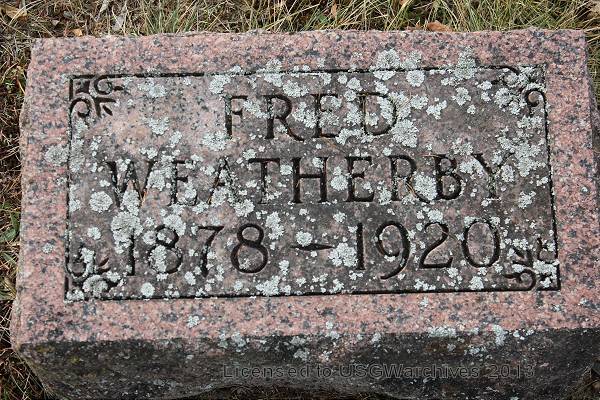 FRED
WEATHERBY
1878 - 1920
Licensed to USGWarchives 2013